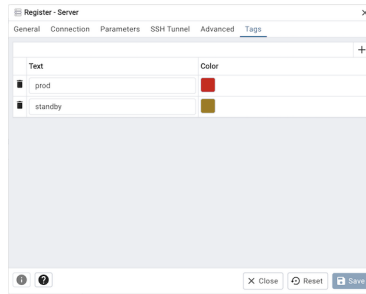 Register - Server
General Connection Parameters SSH Tunnel Advanced Tags
Text Color
prod
standby
Close Reset Save